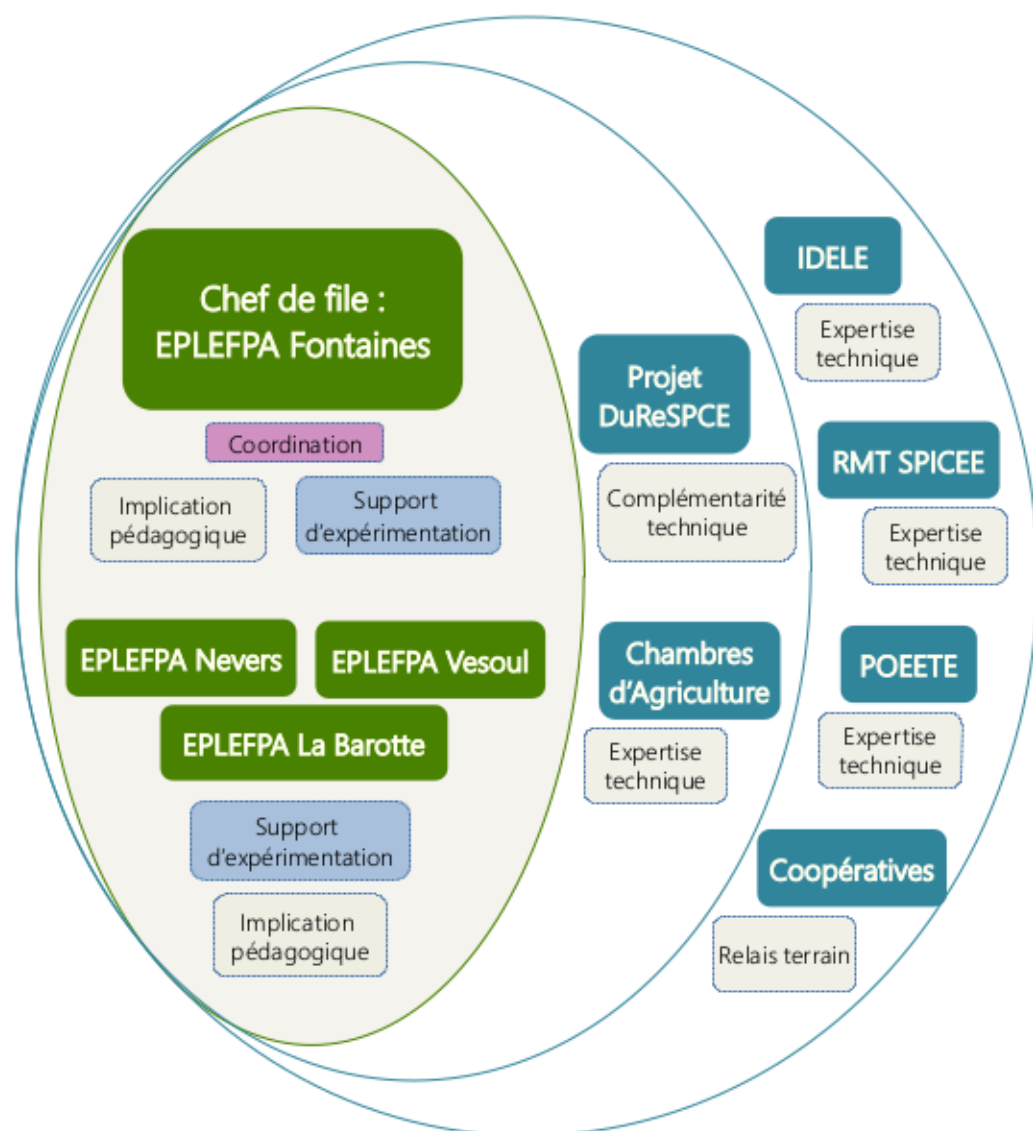 Chef de file :
EPLEFPA Fontaines
Coordination
Implication
pédagogique
Support
d'expérimentation
EPLEFPA Nevers
EPLEFPA Vesoul
EPLEFPA La Barotte
Support
d'expérimentation
Implication
pédagogique
Projet
DuReSPCE
Complémentarité
technique
Chambres
d'Agriculture
Expertise
technique
IDELE
Expertise
technique
RMT SPICEE
Expertise
technique
POEETE
Expertise
technique
Coopératives
Relais terrain